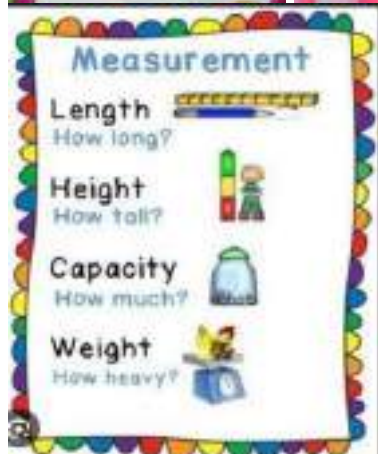 Measurement
Length
How long?
Height
How tall?
Capacity
How much?
Weight
How heavy?